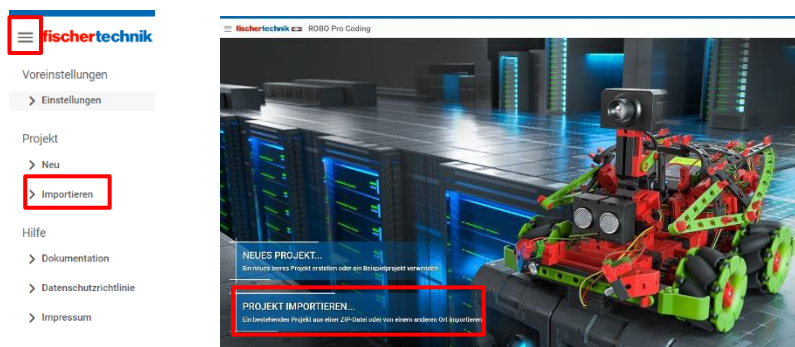 fischertechnik
Voreinstellungen
Einstellungen
Projekt
Neu
Importieren
Hilfe
Dokumentation
Datenschutzrichtlinie
Impressum
fischertechnik ROBO Pro Coding
NEUES PROJEKT...
Ein neues leeres Projekt erstellen oder ein Beispielprojekt verwenden
PROJEKT IMPORTIEREN...
Ein bestehendes Projekt aus einer ZIP-Datei oder von einem anderen Ort importieren